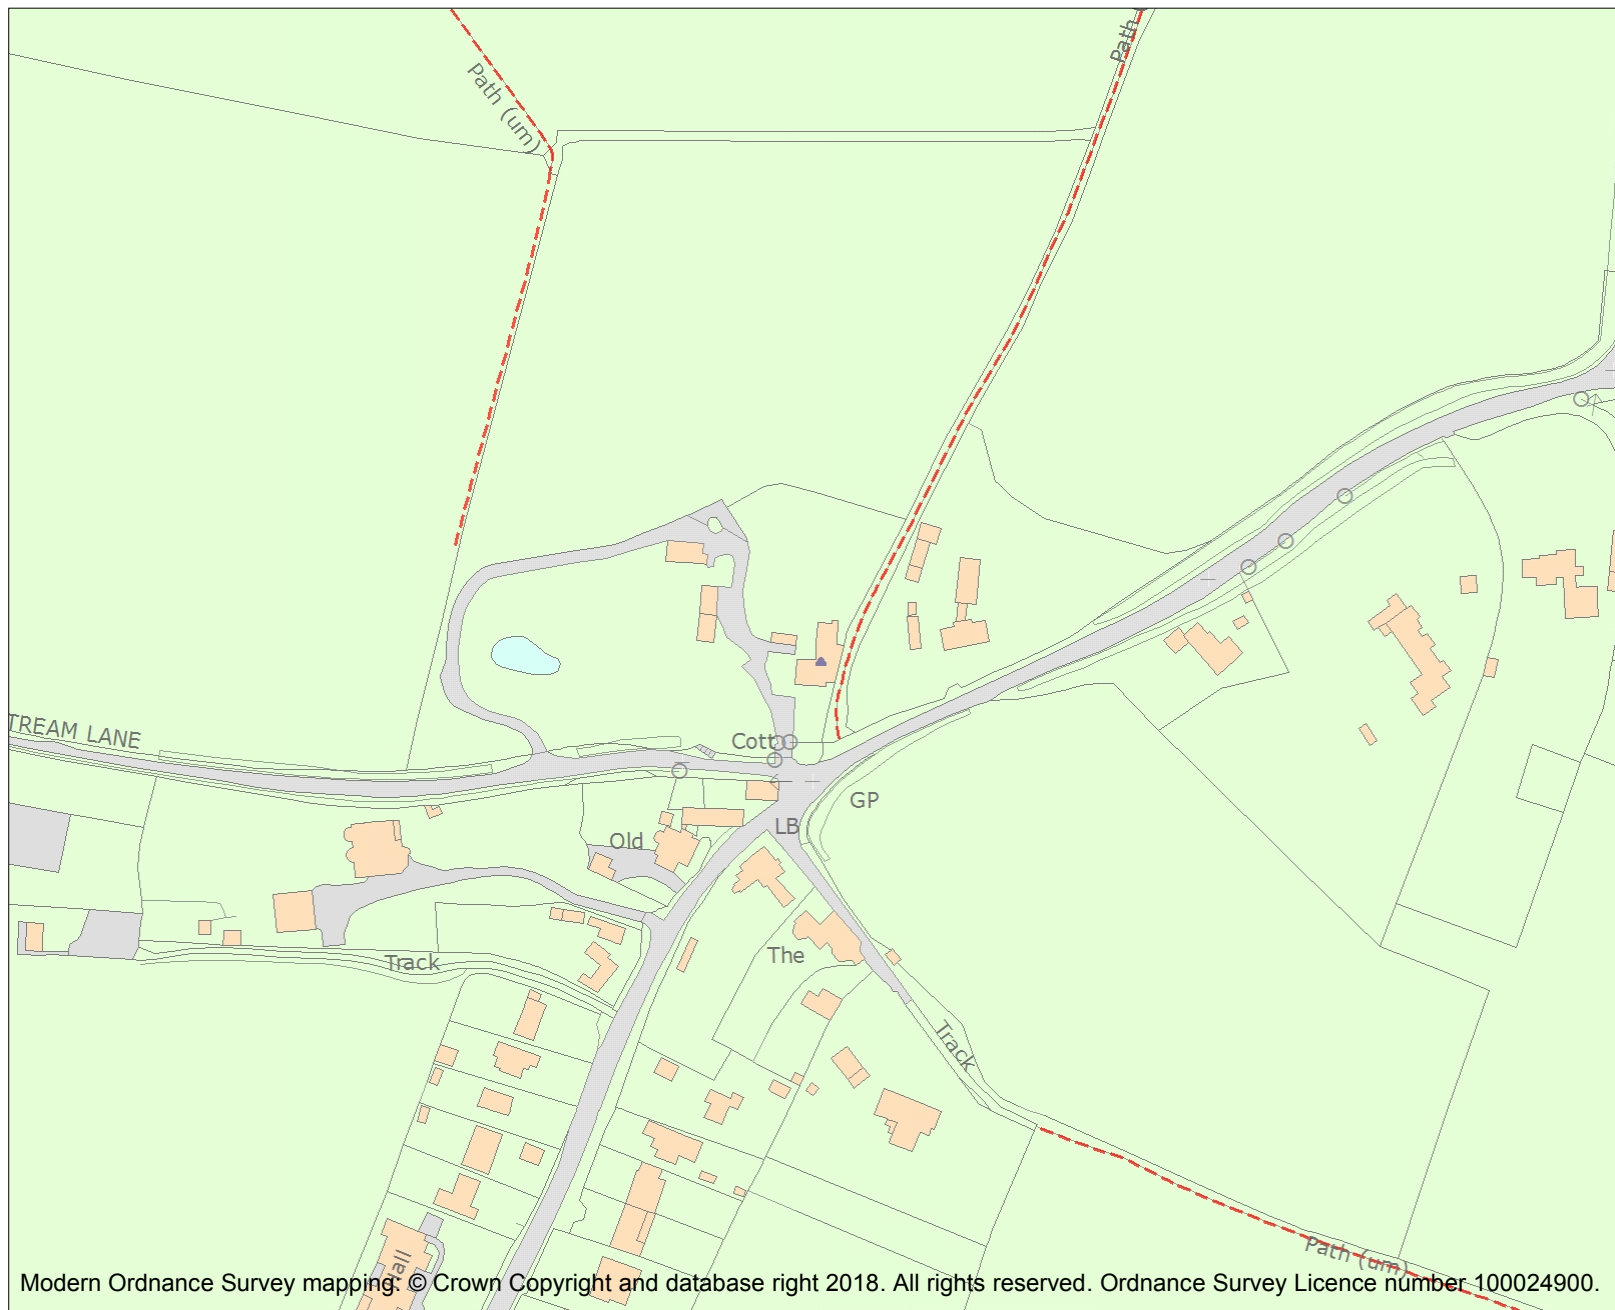 Path (um)
Path (
TREAM LANE
Cott
GP
LB
Old
The
Track
Track
Path (um)
Hall
Modern Ordnance Survey mapping. © Crown Copyright and database right 2018. All rights reserved. Ordnance Survey Licence number 100024900.